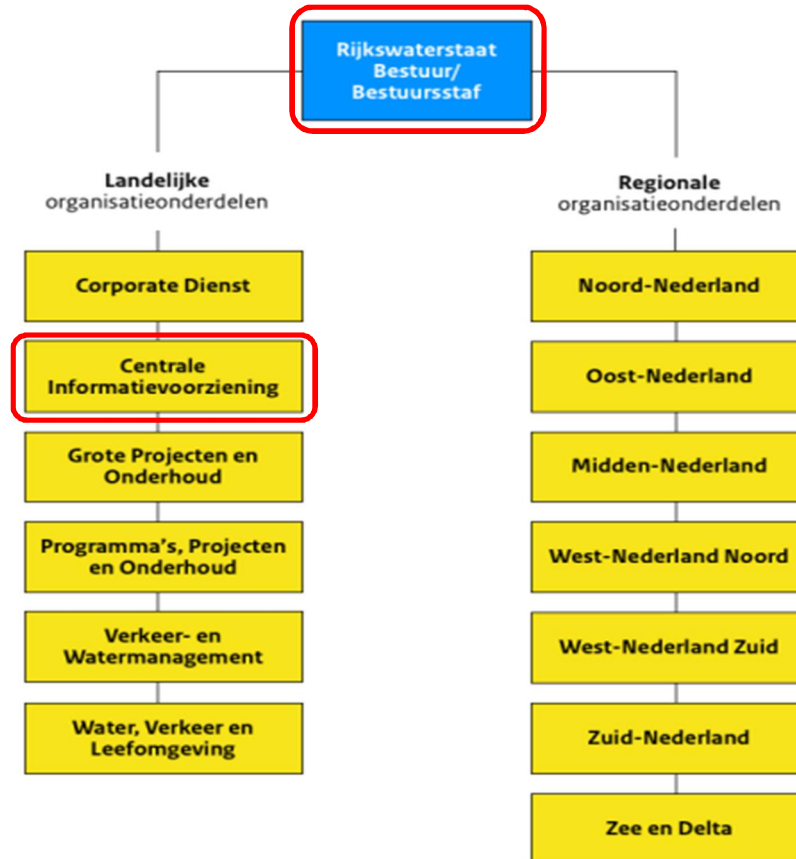 Rijkswaterstaat
Bestuur/
Bestuursstaf
Landelijke
organisatieonderdelen
Corporate Dienst
Centrale
Informatievoorziening
Grote Projecten en
Onderhoud
Programma's, Projecten
en Onderhoud
Verkeer- en
Watermanagement
Water, Verkeer en
Leefomgeving
Regionale
organisatieonderdelen
Noord-Nederland
Oost-Nederland
Midden-Nederland
West-Nederland Noord
West-Nederland Zuid
Zuid-Nederland
Zee en Delta